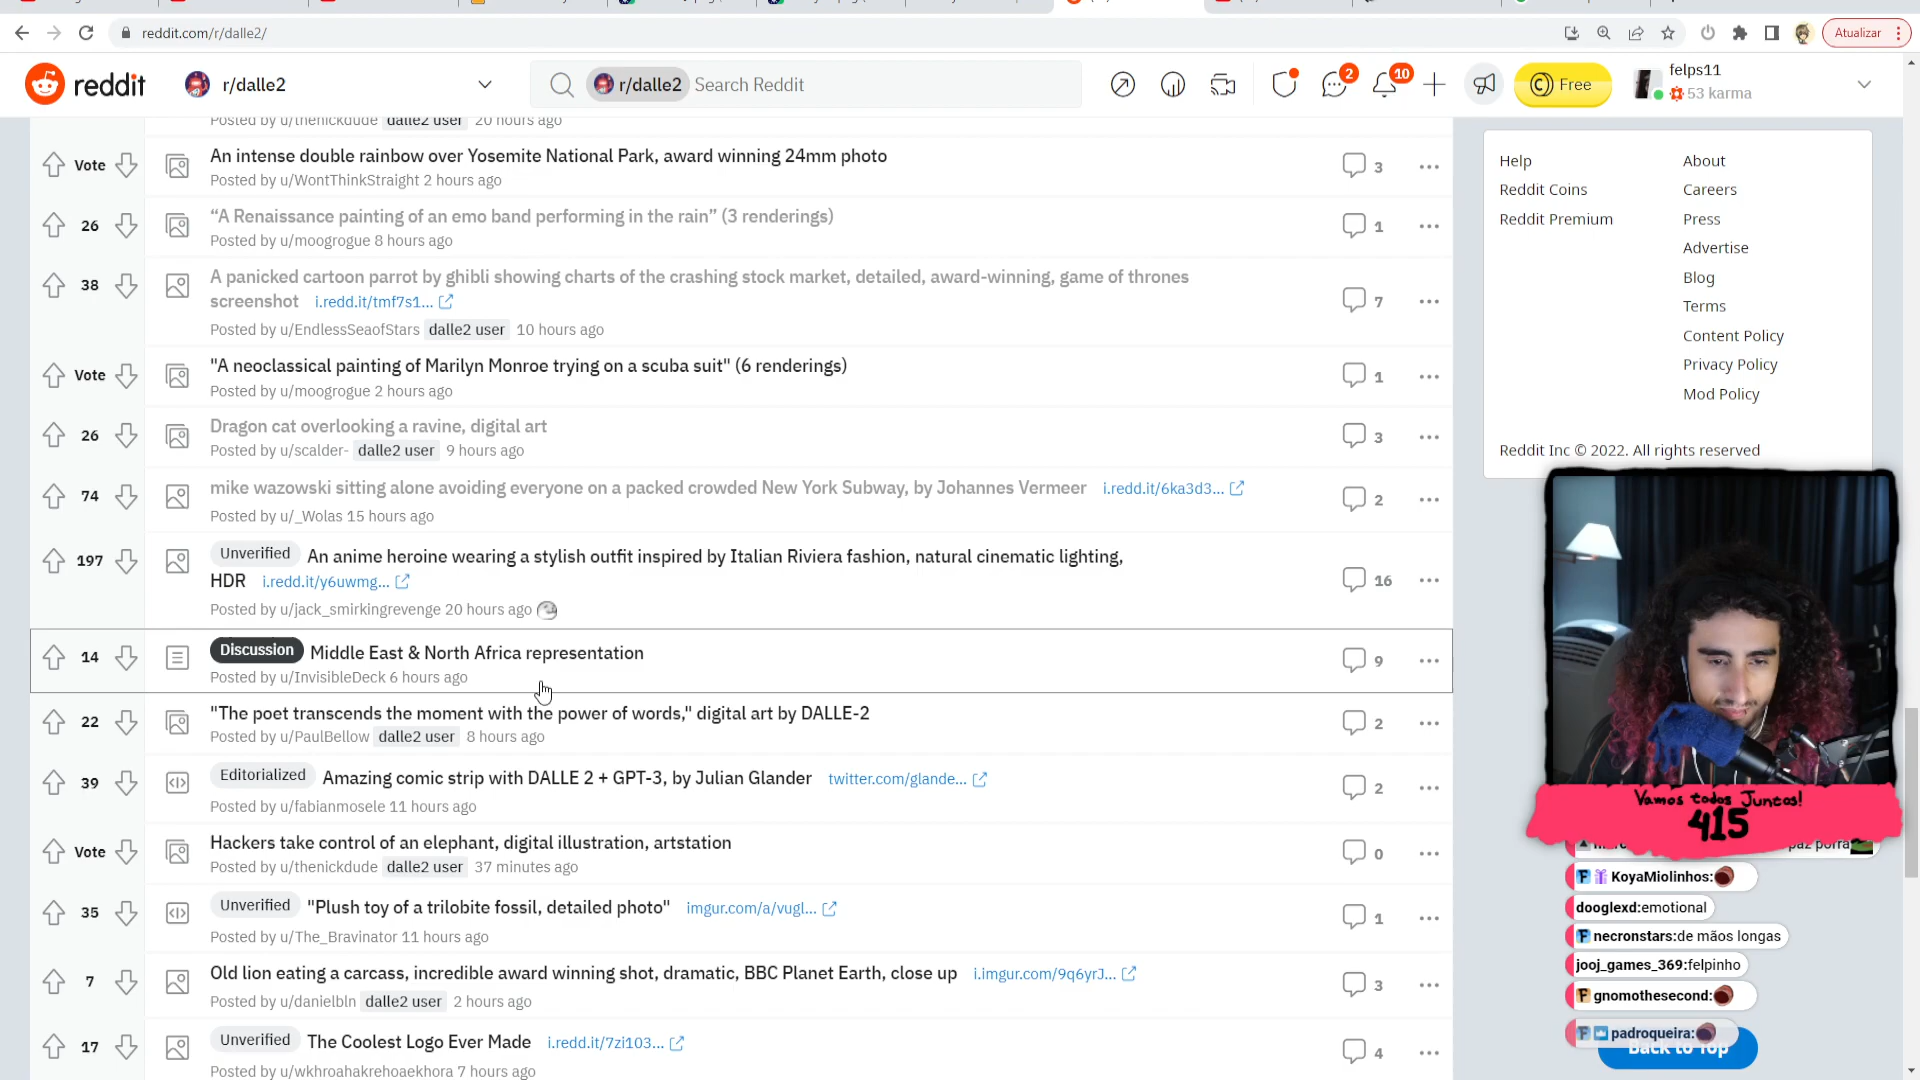 reddit.com/r/dalle2/
Atualizar
reddit
r/dalle2
r/dalle2 Search Reddit
2
10
Free
felps11
53 karma
Posted by u/thenickdude dalle2 user 20 hours ago
Vote
An intense double rainbow over Yosemite National Park, award winning 24mm photo
3
Posted by u/WontThinkStraight 2 hours ago
26
“A Renaissance painting of an emo band performing in the rain” (3 renderings)
1
Posted by u/moogrogue 8 hours ago
38
A panicked cartoon parrot by ghibli showing charts of the crashing stock market, detailed, award-winning, game of thrones
screenshot i.redd.it/tmf7s1...
7
Posted by u/EndlessSeaofStars dalle2 user 10 hours ago
Vote
"A neoclassical painting of Marilyn Monroe trying on a scuba suit" (6 renderings)
1
Posted by u/moogrogue 2 hours ago
26
Dragon cat overlooking a ravine, digital art
3
Posted by u/scalder- dalle2 user 9 hours ago
74
mike wazowski sitting alone avoiding everyone on a packed crowded New York Subway, by Johannes Vermeer i.redd.it/6ka3d3...
2
Posted by u/_Wolas 15 hours ago
197
Unverified An anime heroine wearing a stylish outfit inspired by Italian Riviera fashion, natural cinematic lighting,
HDR i.redd.it/y6uwmg...
16
Posted by u/jack_smirkingrevenge 20 hours ago
14
Discussion Middle East & North Africa representation
9
Posted by u/InvisibleDeck 6 hours ago
22
"The poet transcends the moment with the power of words," digital art by DALLE-2
2
Posted by u/PaulBellow dalle2 user 8 hours ago
39
Editorialized Amazing comic strip with DALLE 2 + GPT-3, by Julian Glander twitter.com/glande...
2
Posted by u/fabianmosele 11 hours ago
Vote
Hackers take control of an elephant, digital illustration, artstation
0
Posted by u/thenickdude dalle2 user 37 minutes ago
35
Unverified "Plush toy of a trilobite fossil, detailed photo" imgur.com/a/vugl...
1
Posted by u/The_Bravinator 11 hours ago
7
Old lion eating a carcass, incredible award winning shot, dramatic, BBC Planet Earth, close up i.imgur.com/9q6yrJ...
3
Posted by u/danielbln dalle2 user 2 hours ago
17
Unverified The Coolest Logo Ever Made i.redd.it/7zi103...
4
Posted by u/wkhroahakrehoaekhora 7 hours ago
Help
About
Reddit Coins
Careers
Reddit Premium
Press
Advertise
Blog
Terms
Content Policy
Privacy Policy
Mod Policy
Reddit Inc © 2022. All rights reserved
Vamos todos Juntos!
415
paz porra
KoyaMiolinhos:
dooglexd:emotional
necronstars:de mãos longas
jooj_games_369:felpinho
gnomothesecond:
padroqueira:
Back to Top